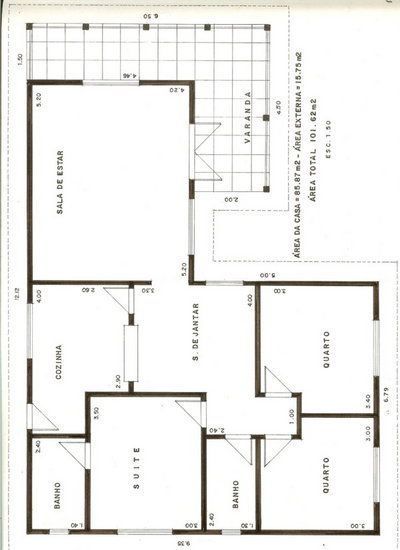 6.50
1.50
4.46
5.20
4.20
VARANDA
4.50
ÁREA DA CASA = 85.87 m2 - ÁREA EXTERNA = 15.75 m2
ÁREA TOTAL 101.62 m2
ESC. 1:50
SALA DE ESTAR
2.00
5.20
5.00
12.12
4.00
2.60
3.50
4.00
3.00
S. DE JANTAR
QUARTO
COZINHA
2.90
6.79
3.40
3.50
1.00
2.40
2.40
3.00
BANHO
SUITE
BANHO
QUARTO
1.40
3.00
2.40
1.30
9.35